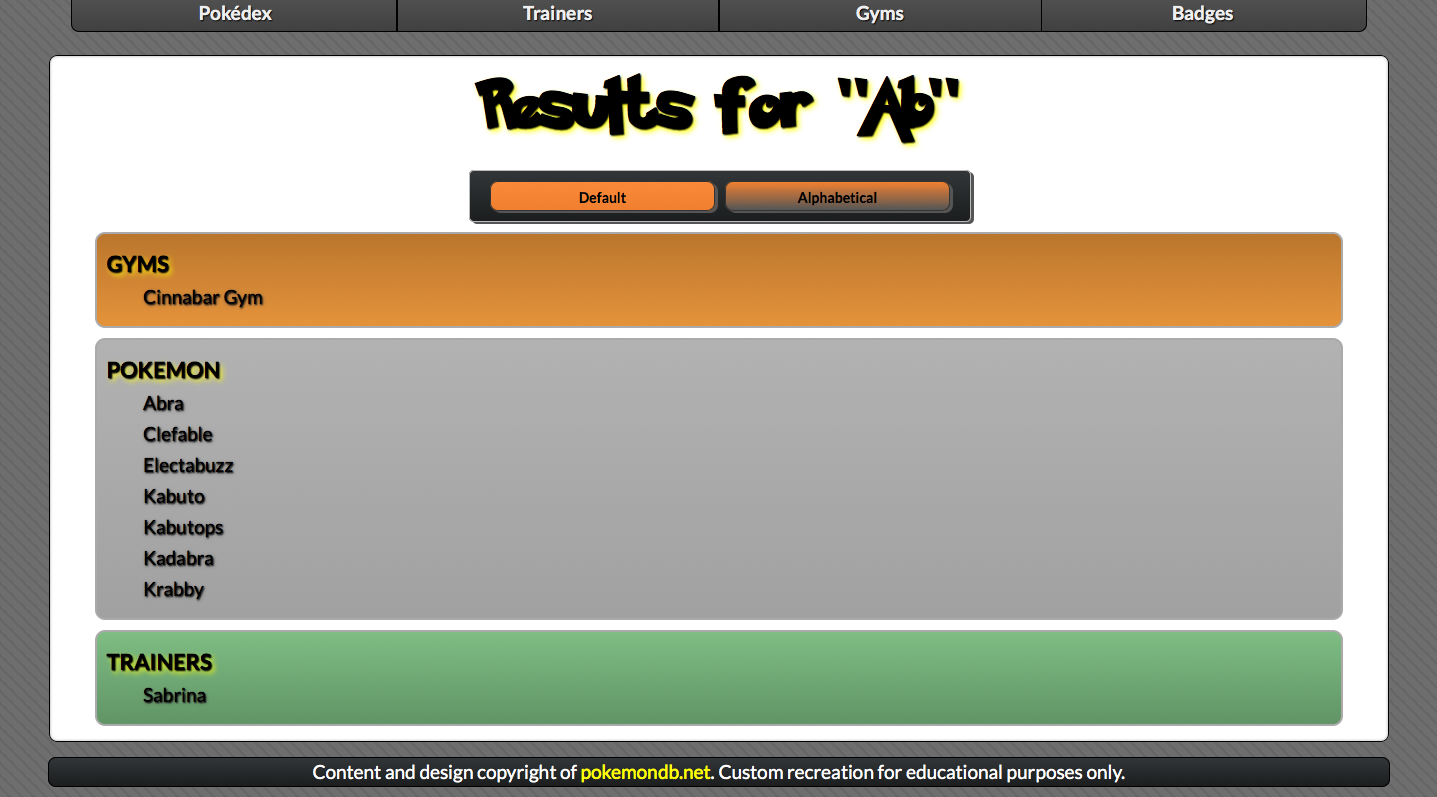 Pokédex Trainers Gyms Badges
Results for "Ab"
Default Alphabetical
GYMS
Cinnabar Gym
POKEMON
Abra
Clefable
Electabuzz
Kabuto
Kabutops
Kadabra
Krabby
TRAINERS
Sabrina
Content and design copyright of pokemondb.net. Custom recreation for educational purposes only.